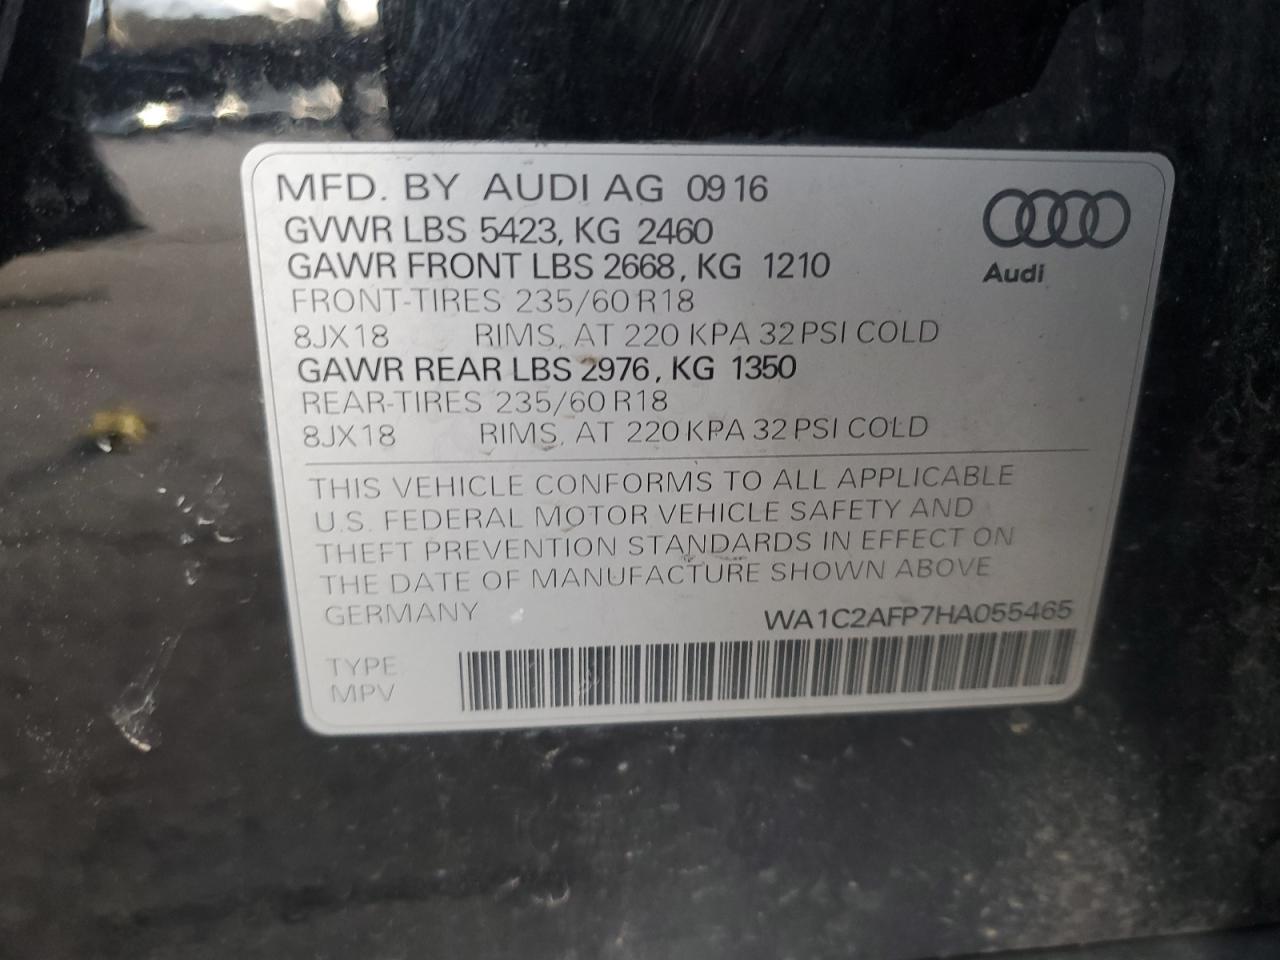 MFD. BY AUDI AG 0916
GVWR LBS 5423, KG 2460
GAWR FRONT LBS 2668, KG 1210
FRONT-TIRES 235/60 R18
8JX18 RIMS, AT 220 KPA 32 PSI COLD
GAWR REAR LBS 2976, KG 1350
REAR-TIRES 235/60 R18
8JX18 RIMS, AT 220 KPA 32 PSI COLD
Audi
THIS VEHICLE CONFORMS TO ALL APPLICABLE
U.S. FEDERAL MOTOR VEHICLE SAFETY AND
THEFT PREVENTION STANDARDS IN EFFECT ON
THE DATE OF MANUFACTURE SHOWN ABOVE
GERMANY WA1C2AFP7HA055465
TYPE
MPV